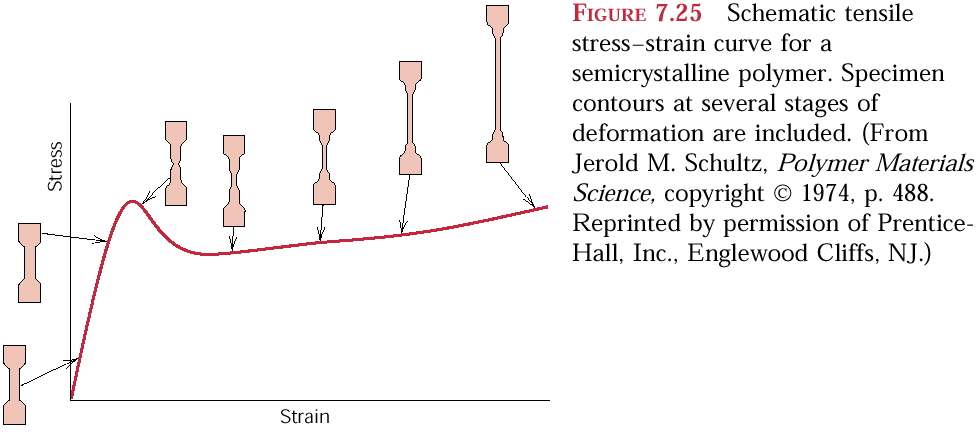 FIGURE 7.25 Schematic tensile
stress–strain curve for a
semicrystalline polymer. Specimen
contours at several stages of
deformation are included. (From
Jerold M. Schultz, Polymer Materials
Science, copyright © 1974, p. 488.
Reprinted by permission of Prentice-
Hall, Inc., Englewood Cliffs, NJ.)
Stress
Strain